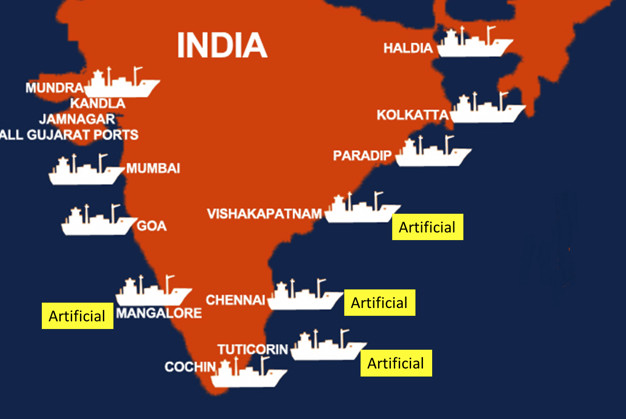 INDIA
HALDIA
MUNDRA
KANDLA
JAMNAGAR
ALL GUJARAT PORTS
KOLKATTA
PARADIP
MUMBAI
VISHAKAPATNAM
GOA
Artificial
CHENNAI
Artificial
Artificial
MANGALORE
TUTICORIN
Artificial
COCHIN